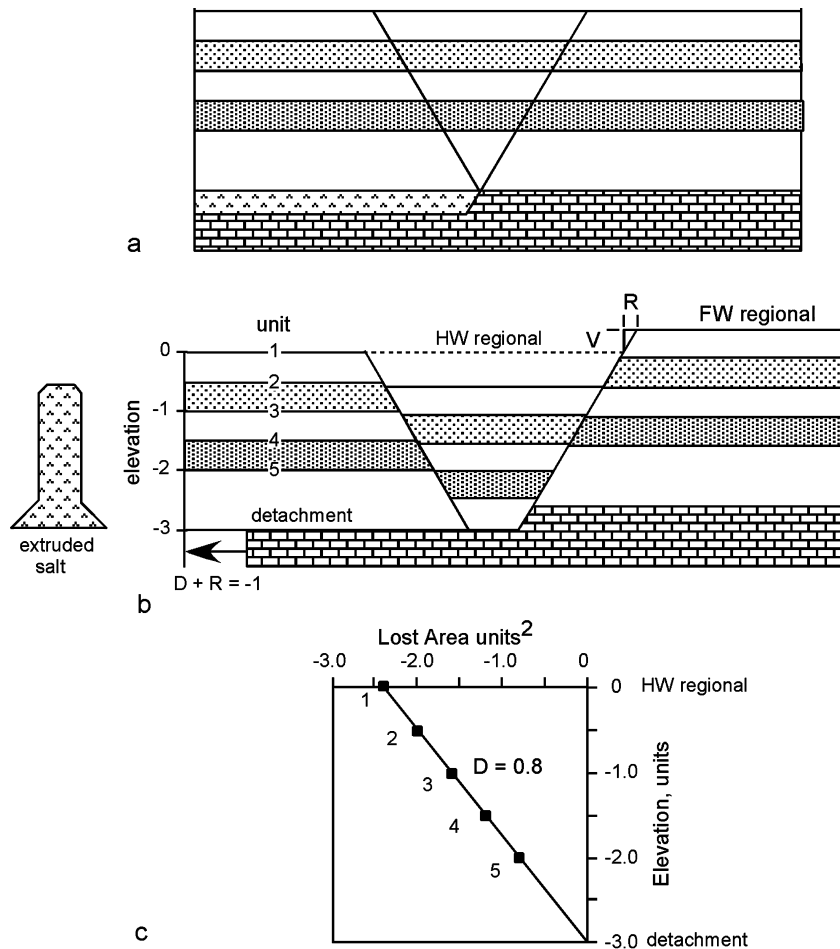 a
R
FW regional
unit
HW regional
V
0
1
2
-1
3
4
-2
5
elevation
-3
detachment
extruded
salt
D + R = -1
b
Lost Area units2
-3.0
-2.0
-1.0
0
0
HW regional
1
2
D = 0.8
3
-1.0
4
5
-2.0
Elevation, units
-3.0
detachment
c